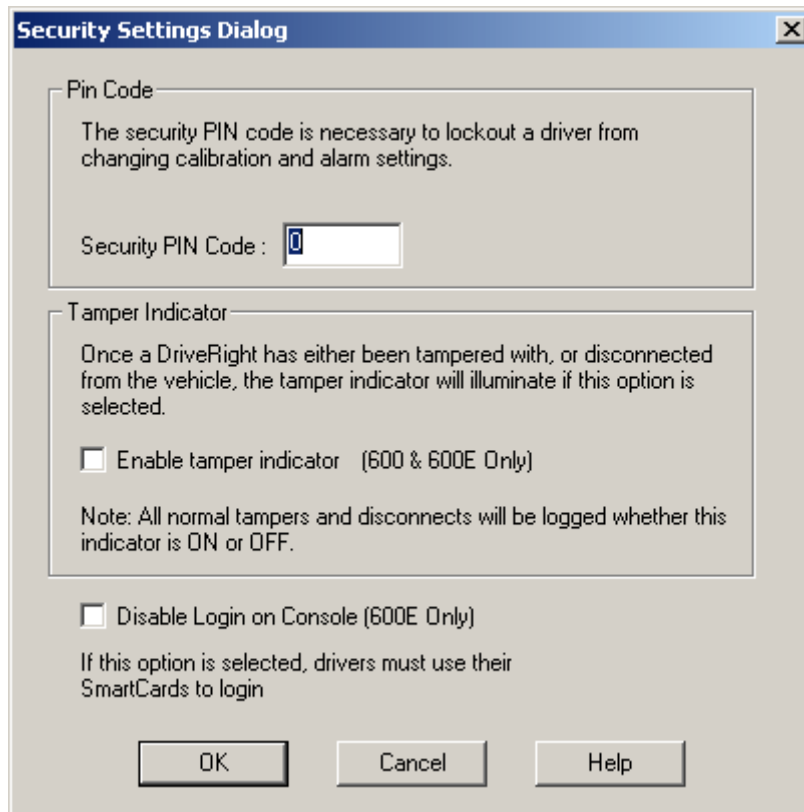 Security Settings Dialog
Pin Code
The security PIN code is necessary to lockout a driver from
changing calibration and alarm settings.
Security PIN Code : 0
Tamper Indicator
Once a DriveRight has either been tampered with, or disconnected
from the vehicle, the tamper indicator will illuminate if this option is
selected.
Enable tamper indicator (600 & 600E Only)
Note: All normal tampers and disconnects will be logged whether this
indicator is ON or OFF.
Disable Login on Console (600E Only)
If this option is selected, drivers must use their
SmartCards to login
OK Cancel Help